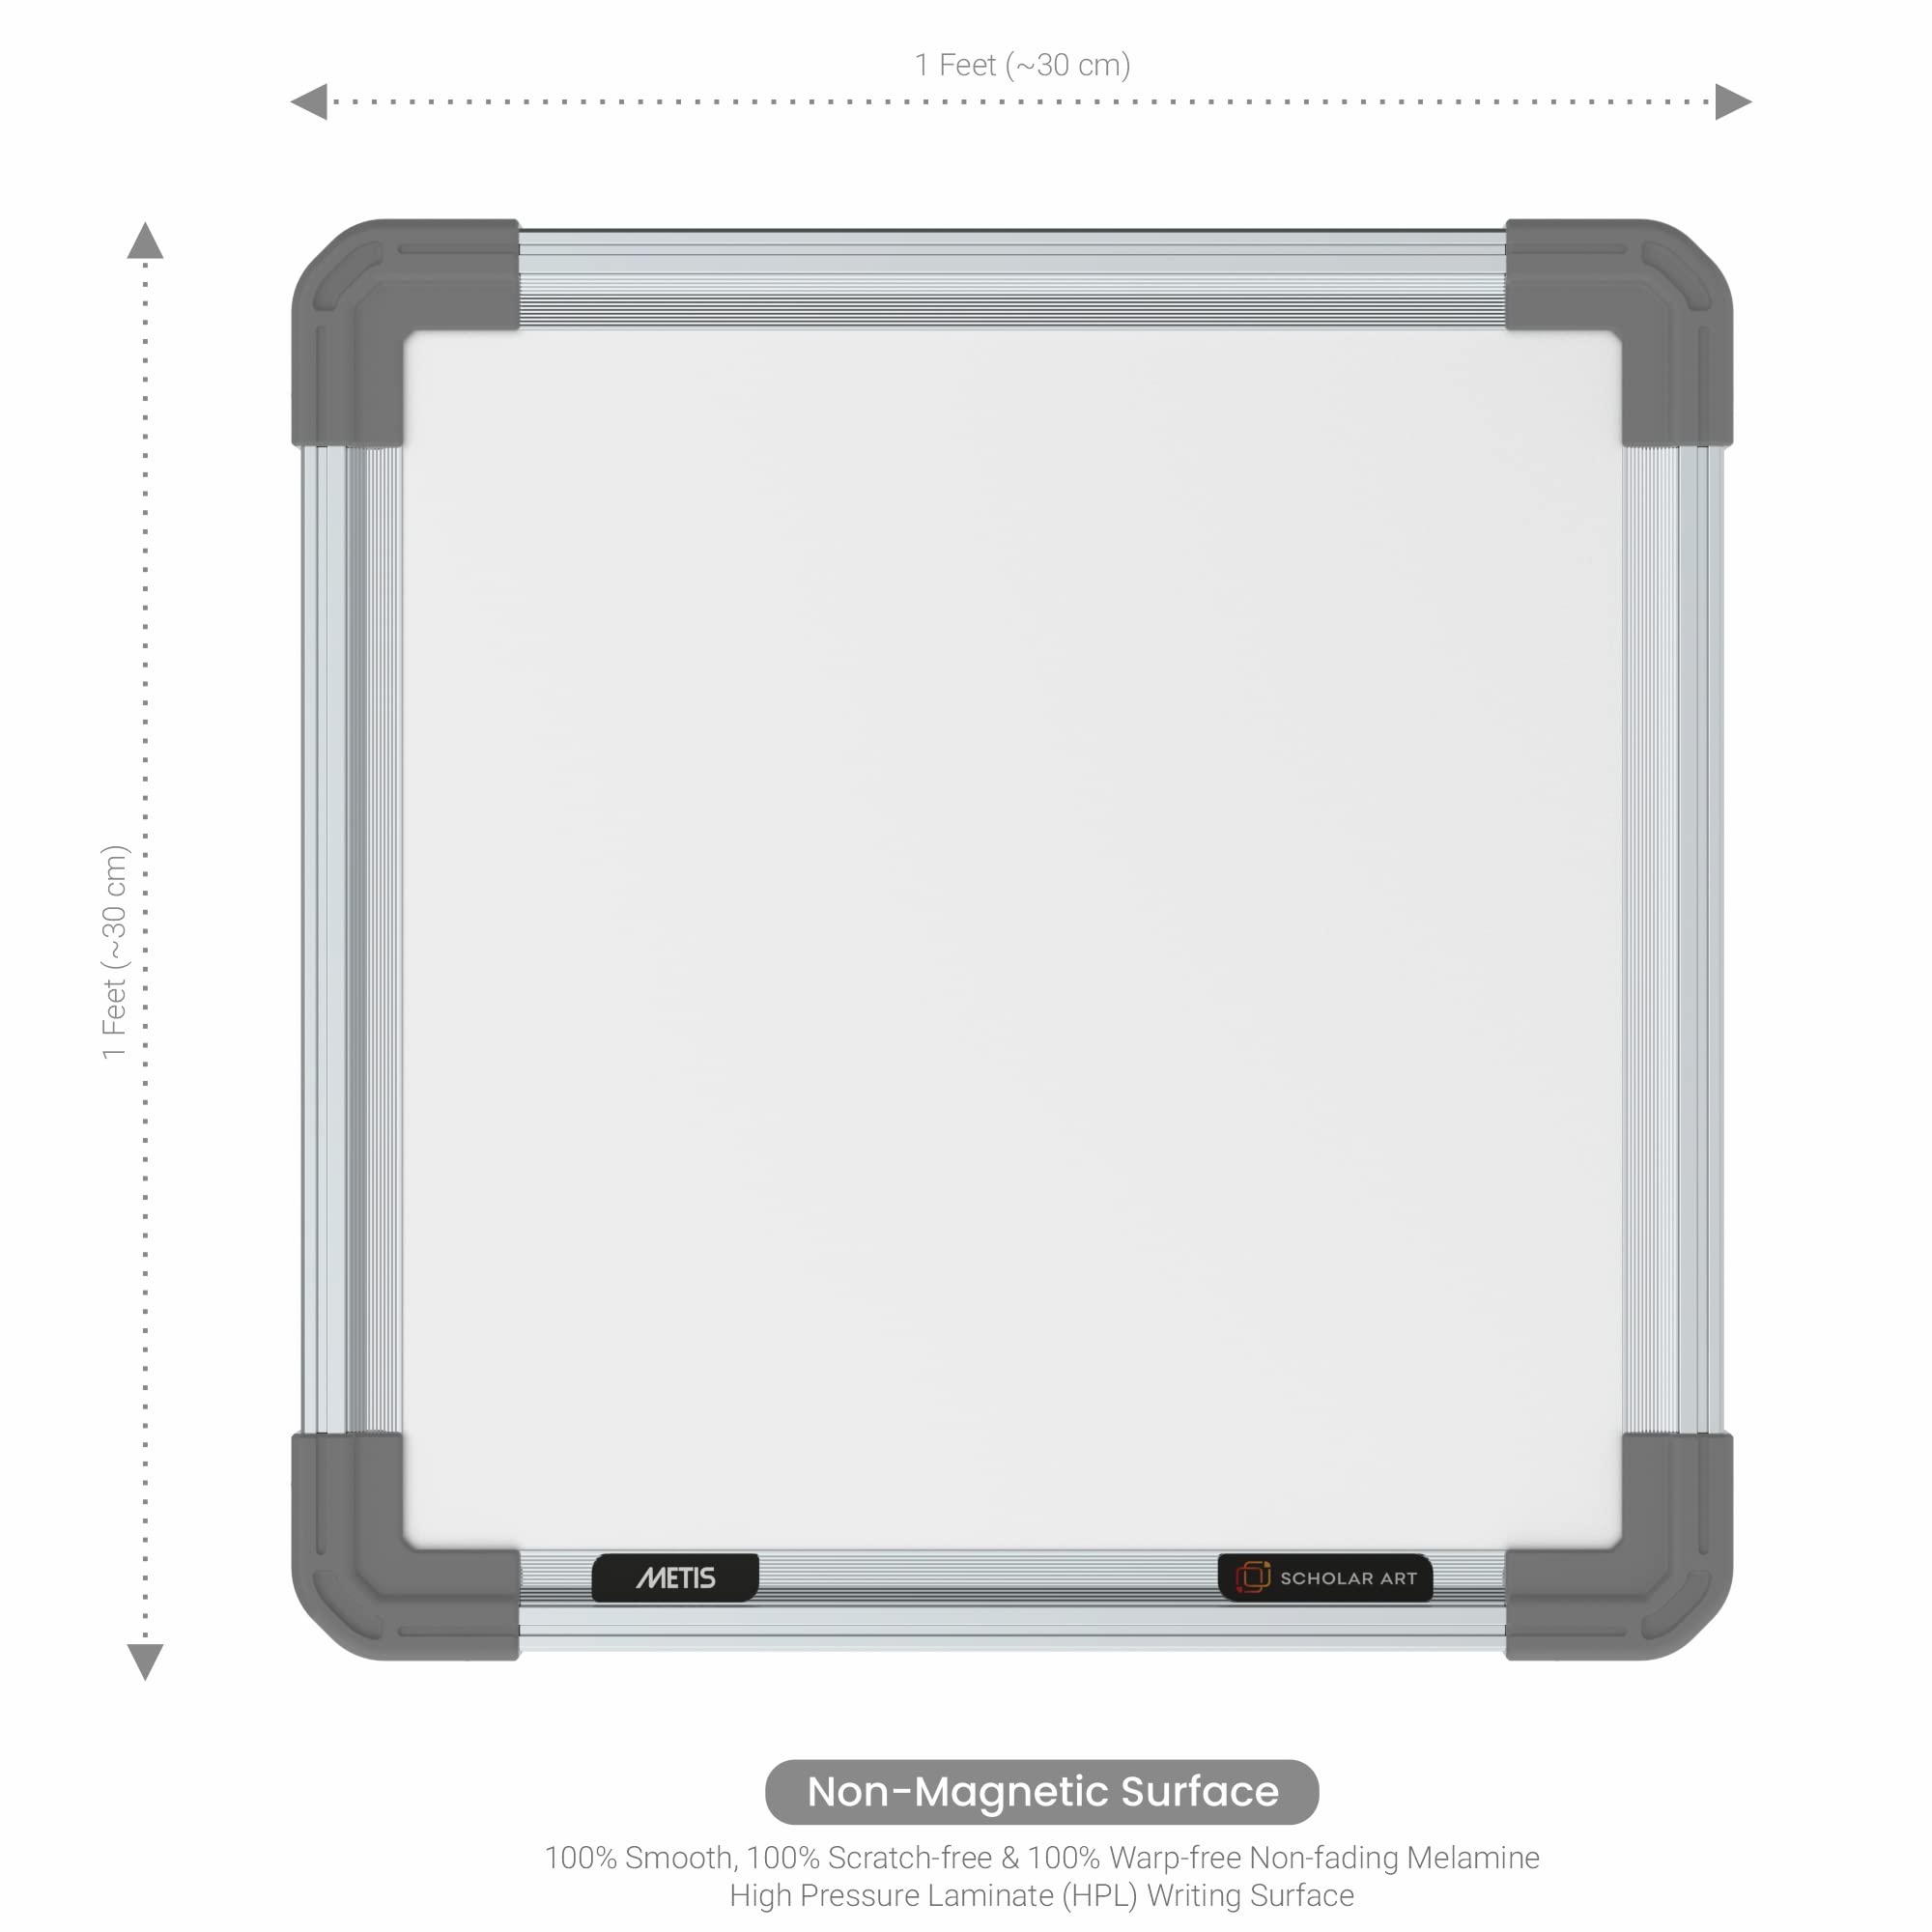 1 Feet (~30 cm)
1 Feet (~30 cm)
METIS
SCHOLAR ART
Non-Magnetic Surface
100% Smooth, 100% Scratch-free & 100% Warp-free Non-fading Melamine
High Pressure Laminate (HPL) Writing Surface